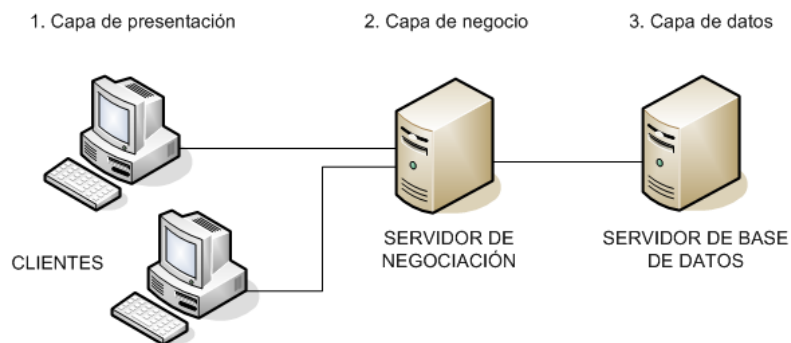 1. Capa de presentación
2. Capa de negocio
3. Capa de datos
CLIENTES
SERVIDOR DE
NEGOCIACIÓN
SERVIDOR DE BASE
DE DATOS